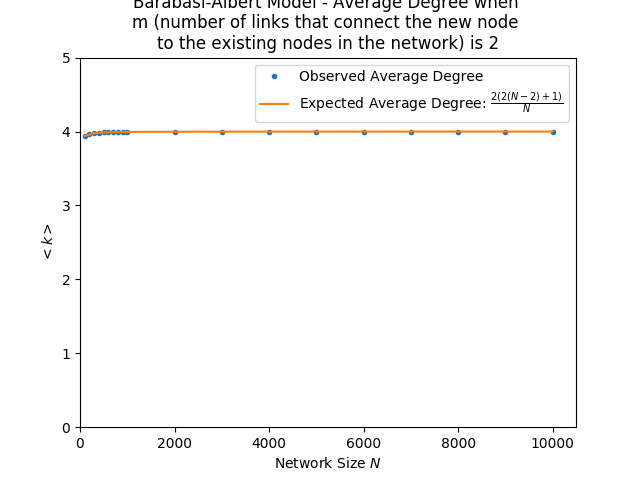 Barabasi-Albert Model - Average Degree when
m (number of links that connect the new node
to the existing nodes in the network) is 2
5
Observed Average Degree
Expected Average Degree: \frac{2(2(N-2)+1)}{N}
4
3
< k >
2
1
0
0 2000 4000 6000 8000 10000
Network Size N